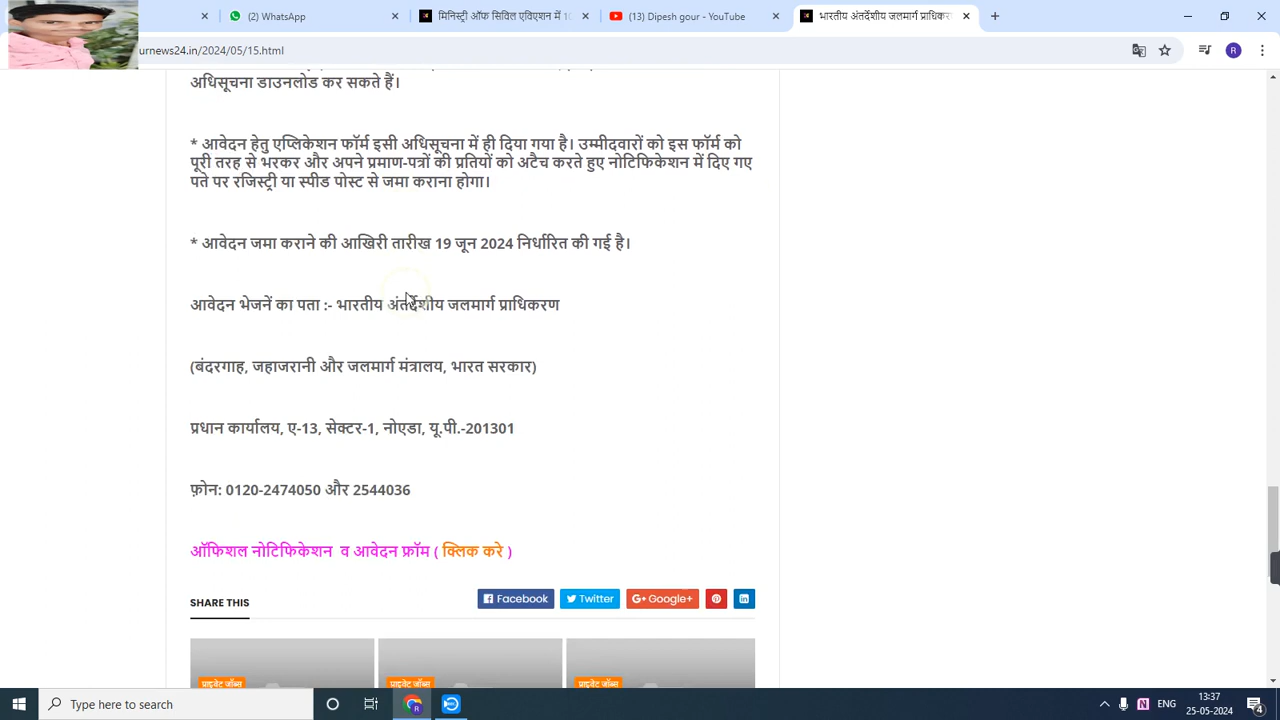 (2) WhatsApp
मिनिस्ट्री ऑफ सिविल एविएशन में
(13) Dipesh gour - YouTube
भारतीय अंतर्देशीय जलमार्ग प्राधिकर
urnews24.in/2024/05/15.html
R
अधिसूचना डाउनलोड कर सकते हैं।
* आवेदन हेतु एप्लिकेशन फॉर्म इसी अधिसूचना में ही दिया गया है। उम्मीदवारों को इस फॉर्म को
पूरी तरह से भरकर और अपने प्रमाण-पत्रों की प्रतियों को अटैच करते हुए नोटिफिकेशन में दिए गए
पते पर रजिस्ट्री या स्पीड पोस्ट से जमा कराना होगा।
* आवेदन जमा कराने की आखिरी तारीख 19 जून 2024 निर्धारित की गई है।
आवेदन भेजनें का पता :- भारतीय अंतर्देशीय जलमार्ग प्राधिकरण
(बंदरगाह, जहाजरानी और जलमार्ग मंत्रालय, भारत सरकार)
प्रधान कार्यालय, ए-13, सेक्टर-1, नोएडा, यू.पी.-201301
फ़ोन: 0120-2474050 और 2544036
ऑफिशल नोटिफिकेशन व आवेदन फ्रॉम ( क्लिक करे )
SHARE THIS
Facebook
Twitter
G+ Google+
प्राइवेट जॉब्स
प्राइवेट जॉब्स
प्राइवेट जॉब्स
Type here to search
ENG
13:37
25-05-2024